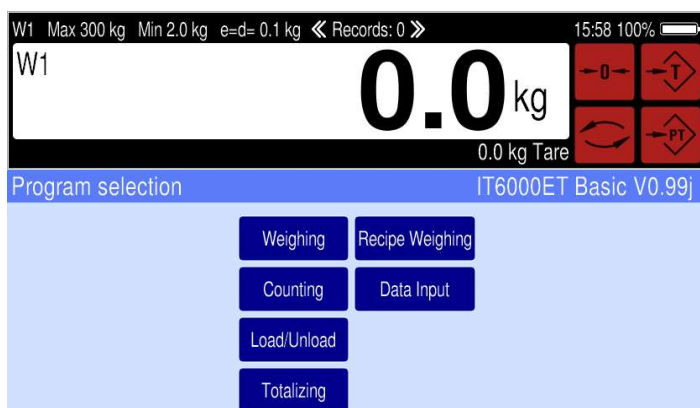 W1 Max 300 kg Min 2.0 kg e=d= 0.1 kg ≪ Records: 0 ≫ 15:58 100%
W1
0.0 kg
→0← →T
→PT
0.0 kg Tare
Program selection IT6000ET Basic V0.99j
Weighing Recipe Weighing
Counting Data Input
Load/Unload
Totalizing